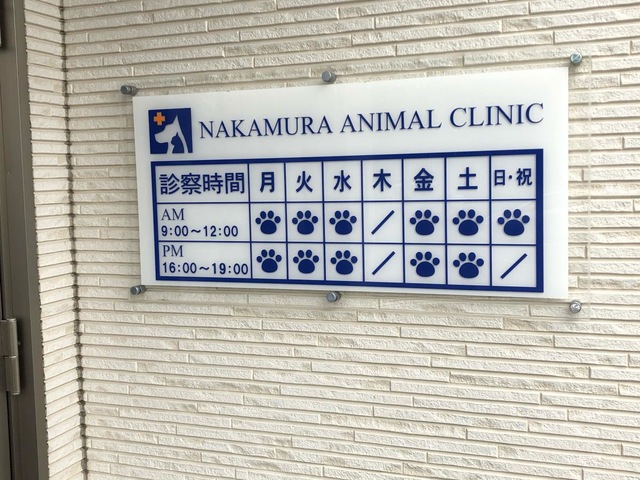 NAKAMURA ANIMAL CLINIC
診察時間 月 火 水 木 金 土 日・祝
AM
9:00～12:00
PM
16:00～19:00